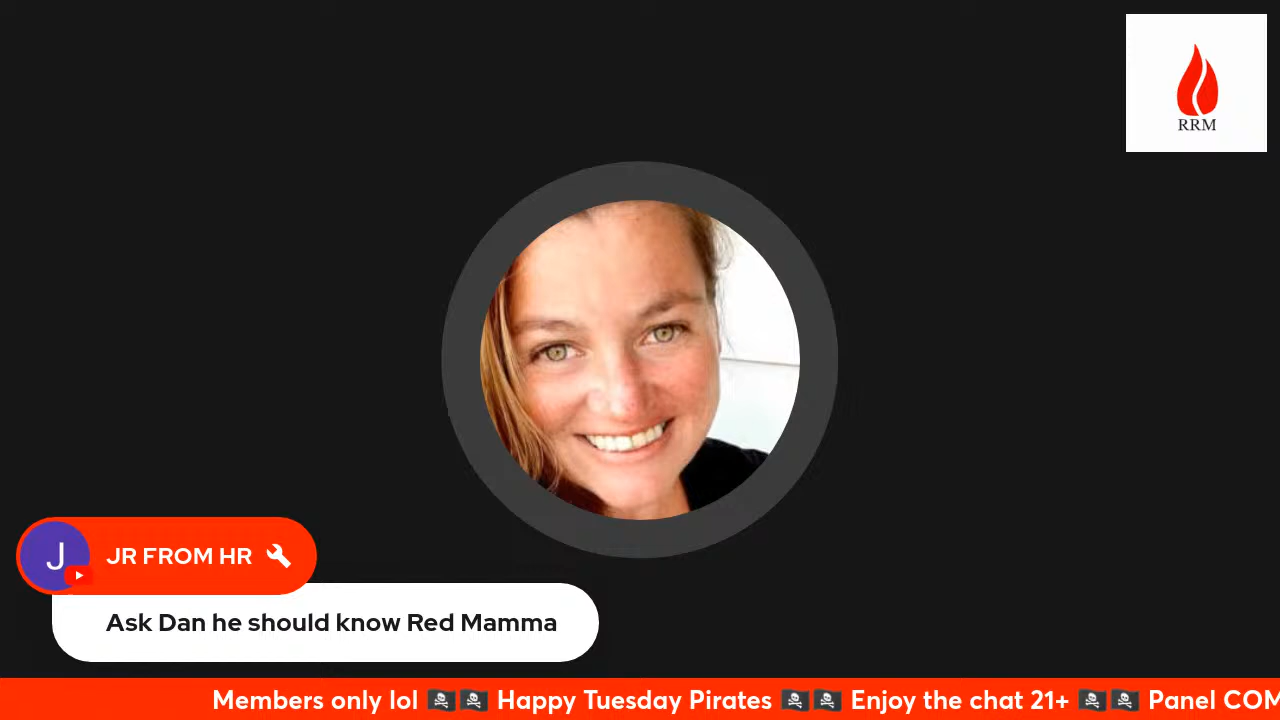 RRM
J JR FROM HR
Ask Dan he should know Red Mamma
Members only lol 🏴‍☠️🏴‍☠️ Happy Tuesday Pirates 🏴‍☠️🏴‍☠️ Enjoy the chat 21+ 🏴‍☠️🏴‍☠️ Panel COM